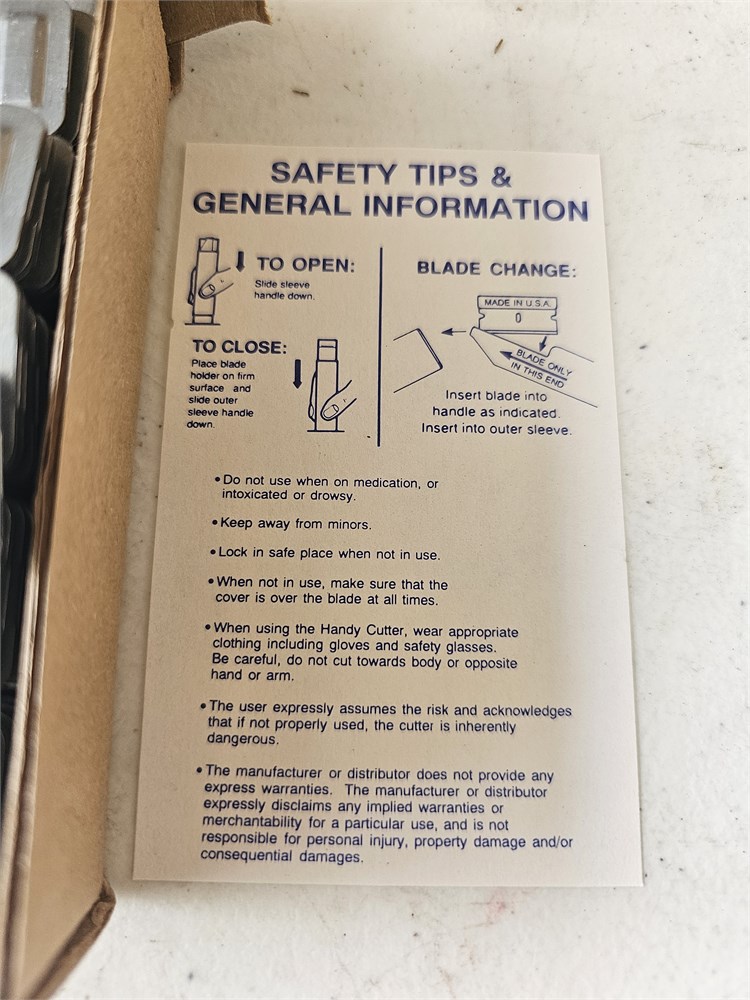 SAFETY TIPS &
GENERAL INFORMATION
TO OPEN:
Slide sleeve
handle down.
TO CLOSE:
Place blade
holder on firm
surface and
slide outer
sleeve handle
down.
BLADE CHANGE:
MADE IN U.S.A.
BLADE ONLY
IN THIS END
Insert blade into
handle as indicated.
Insert into outer sleeve.
•Do not use when on medication, or
intoxicated or drowsy.
•Keep away from minors.
•Lock in safe place when not in use.
•When not in use, make sure that the
cover is over the blade at all times.
•When using the Handy Cutter, wear appropriate
clothing including gloves and safety glasses.
Be careful, do not cut towards body or opposite
hand or arm.
•The user expressly assumes the risk and acknowledges
that if not properly used, the cutter is inherently
dangerous.
•The manufacturer or distributor does not provide any
express warranties. The manufacturer or distributor
expressly disclaims any implied warranties or
merchantability for a particular use, and is not
responsible for personal injury, property damage and/or
consequential damages.